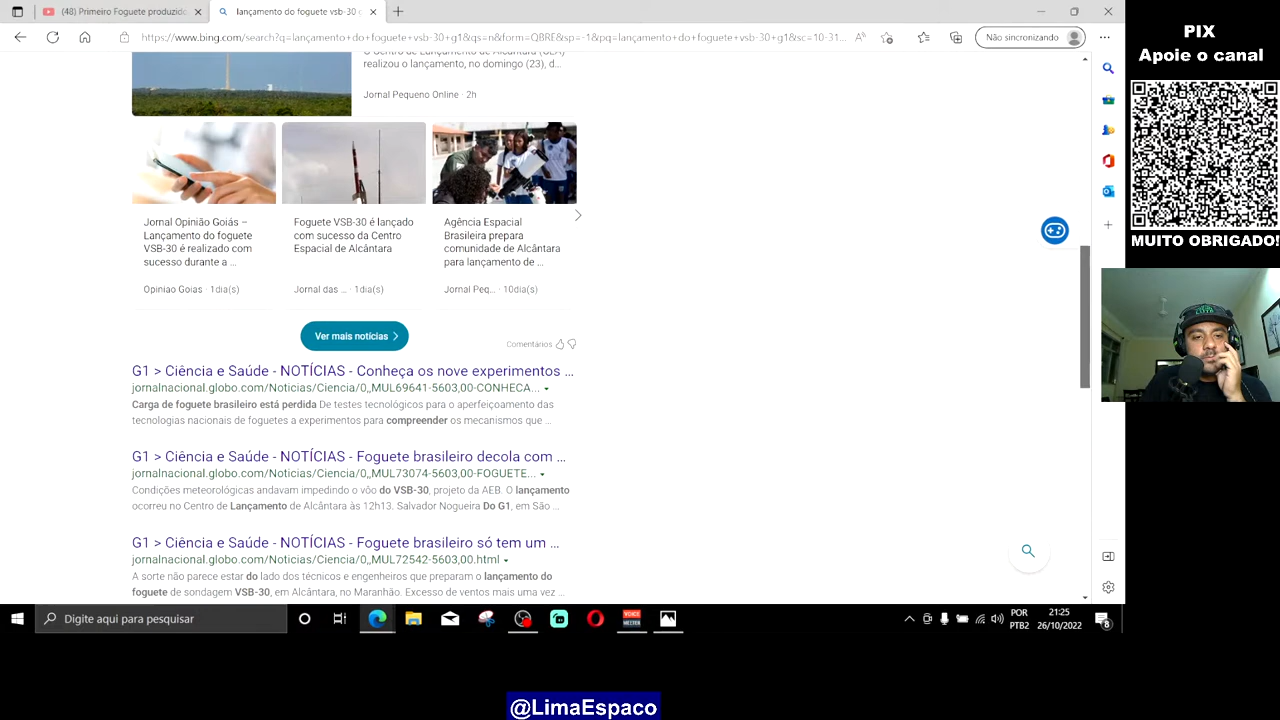 (48) Primeiro Foguete produzido
lançamento do foguete vsb-30 g
https://www.bing.com/search?q=lançamento+do+foguete+vsb-30+g1&qs=n&form=QBRE&sp=-1&pq=lançamento+do+foguete+vsb-30+g1&sc=10-31...
Não sincronizando
PIX
Apoie o canal
MUITO OBRIGADO!
O Centro de Lançamento de Alcântara (CLA)
realizou o lançamento, no domingo (23), d...
Jornal Pequeno Online · 2h
Jornal Opinião Goiás –
Lançamento do foguete
VSB-30 é realizado com
sucesso durante a ...
Opiniao Goias · 1dia(s)
Foguete VSB-30 é lançado
com sucesso da Centro
Espacial de Alcântara
Jornal das ... · 1dia(s)
Agência Espacial
Brasileira prepara
comunidade de Alcântara
para lançamento de ...
Jornal Peq... · 10dia(s)
Ver mais notícias
Comentários
G1 > Ciência e Saúde - NOTÍCIAS - Conheça os nove experimentos ...
jornalnacional.globo.com/Noticias/Ciencia/0,,MUL69641-5603,00-CONHECA...
Carga de foguete brasileiro está perdida De testes tecnológicos para o aperfeiçoamento das
tecnologias nacionais de foguetes a experimentos para compreender os mecanismos que ...
G1 > Ciência e Saúde - NOTÍCIAS - Foguete brasileiro decola com ...
jornalnacional.globo.com/Noticias/Ciencia/0,,MUL73074-5603,00-FOGUETE...
Condições meteorológicas andavam impedindo o vôo do VSB-30, projeto da AEB. O lançamento
ocorreu no Centro de Lançamento de Alcântara às 12h13. Salvador Nogueira Do G1, em São ...
G1 > Ciência e Saúde - NOTÍCIAS - Foguete brasileiro só tem um ...
jornalnacional.globo.com/Noticias/Ciencia/0,,MUL72542-5603,00.html
A sorte não parece estar do lado dos técnicos e engenheiros que preparam o lançamento do
foguete de sondagem VSB-30, em Alcântara, no Maranhão. Excesso de ventos mais uma vez ...
Digite aqui para pesquisar
VOICE
MEETER
POR
PTB2
21:25
26/10/2022
8
@LimaEspaco